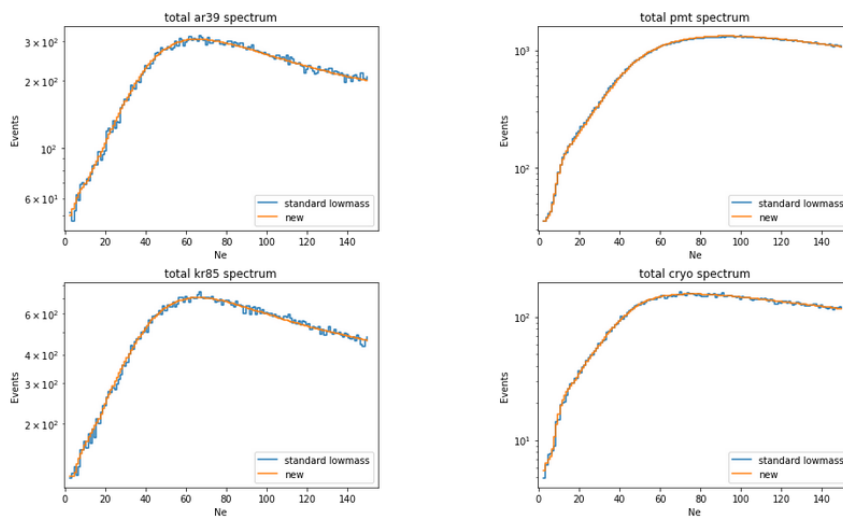 total ar39 spectrum
3 × 10²
2 × 10²
10²
6 × 10¹
Events
0 20 40 60 80 100 120 140
Ne
standard lowmass
new
total pmt spectrum
10³
10²
Events
0 20 40 60 80 100 120 140
Ne
standard lowmass
new
total kr85 spectrum
6 × 10²
4 × 10²
3 × 10²
2 × 10²
Events
0 20 40 60 80 100 120 140
Ne
standard lowmass
new
total cryo spectrum
10²
10¹
Events
0 20 40 60 80 100 120 140
Ne
standard lowmass
new